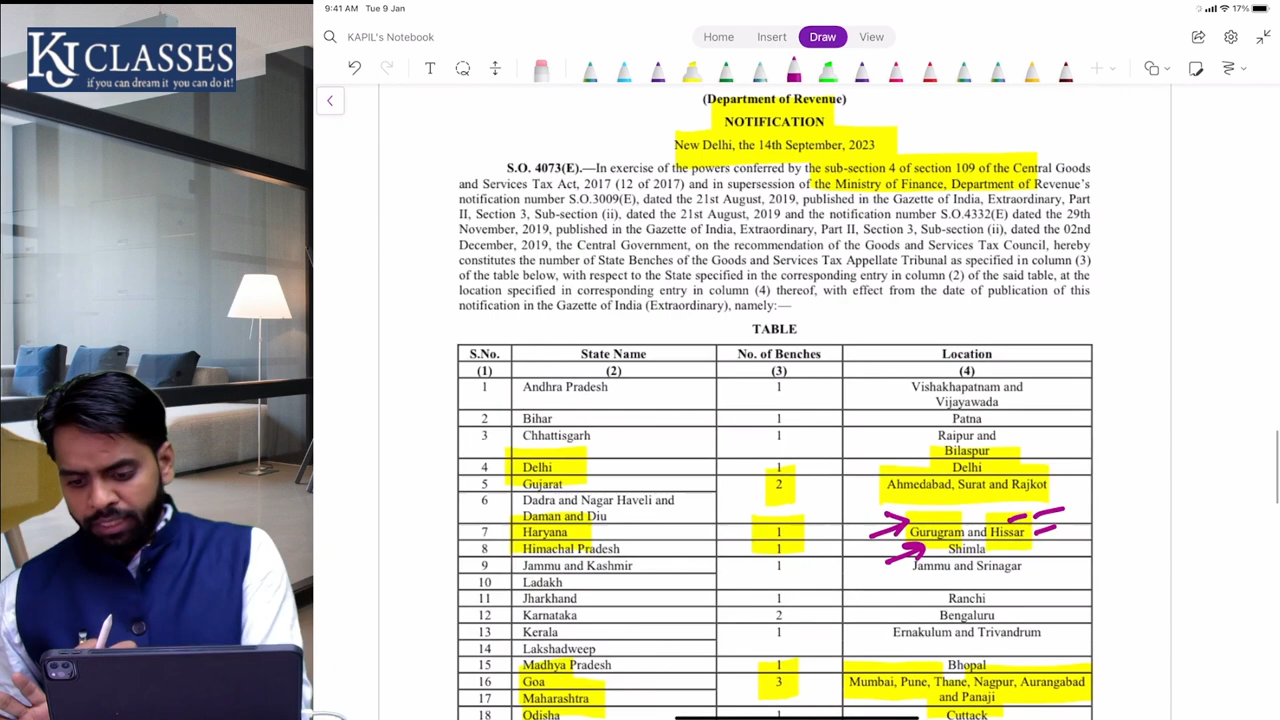 9:41 AM Tue 9 Jan
17%
KJ CLASSES
if you can dream it you can do it!
KAPIL's Notebook
Home Insert Draw View
(Department of Revenue)
NOTIFICATION
New Delhi, the 14th September, 2023
S.O. 4073(E).—In exercise of the powers conferred by the sub-section 4 of section 109 of the Central Goods
and Services Tax Act, 2017 (12 of 2017) and in supersession of the Ministry of Finance, Department of Revenue's
notification number S.O.3009(E), dated the 21st August, 2019, published in the Gazette of India, Extraordinary, Part
II, Section 3, Sub-section (ii), dated the 21st August, 2019 and the notification number S.O.4332(E) dated the 29th
November, 2019, published in the Gazette of India, Extraordinary, Part II, Section 3, Sub-section (ii), dated the 02nd
December, 2019, the Central Government, on the recommendation of the Goods and Services Tax Council, hereby
constitutes the number of State Benches of the Goods and Services Tax Appellate Tribunal as specified in column (3)
of the table below, with respect to the State specified in the corresponding entry in column (2) of the said table, at the
location specified in corresponding entry in column (4) thereof, with effect from the date of publication of this
notification in the Gazette of India (Extraordinary), namely:—
TABLE
S.No. State Name No. of Benches Location
(1) (2) (3) (4)
1 Andhra Pradesh 1 Vishakhapatnam and
Vijayawada
2 Bihar 1 Patna
3 Chhattisgarh 1 Raipur and
Bilaspur
4 Delhi 1 Delhi
5 Gujarat 2 Ahmedabad, Surat and Rajkot
6 Dadra and Nagar Haveli and
Daman and Diu
7 Haryana 1 Gurugram and Hissar
8 Himachal Pradesh 1 Shimla
9 Jammu and Kashmir 1 Jammu and Srinagar
10 Ladakh
11 Jharkhand 1 Ranchi
12 Karnataka 2 Bengaluru
13 Kerala 1 Ernakulum and Trivandrum
14 Lakshadweep
15 Madhya Pradesh 1 Bhopal
16 Goa 3 Mumbai, Pune, Thane, Nagpur, Aurangabad
and Panaji
17 Maharashtra
18 Odisha 1 Cuttack